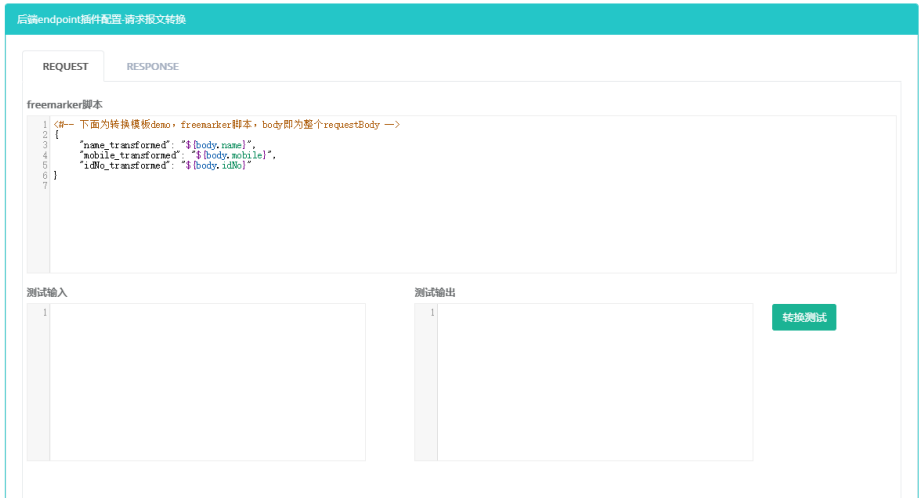 后端endpoint插件配置-请求报文转换
REQUEST RESPONSE
freemarker脚本
1 <#-- 下面为转换模板demo，freemarker脚本，body即为整个requestBody -->
2 {
3 "name_transformed": "${body.name}",
4 "mobile_transformed": "${body.mobile}",
5 "idNo_transformed": "${body.idNo}"
6 }
7
测试输入 测试输出
1 1 转换测试